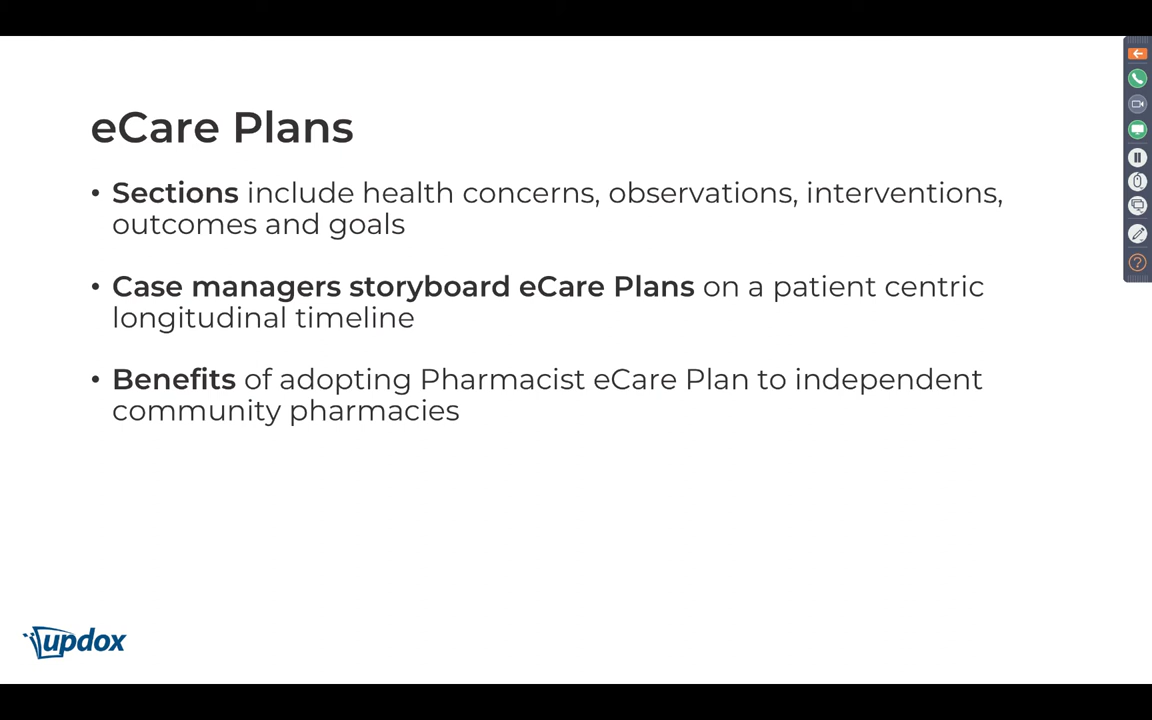 eCare Plans
• Sections include health concerns, observations, interventions,
outcomes and goals
• Case managers storyboard eCare Plans on a patient centric
longitudinal timeline
• Benefits of adopting Pharmacist eCare Plan to independent
community pharmacies
updox